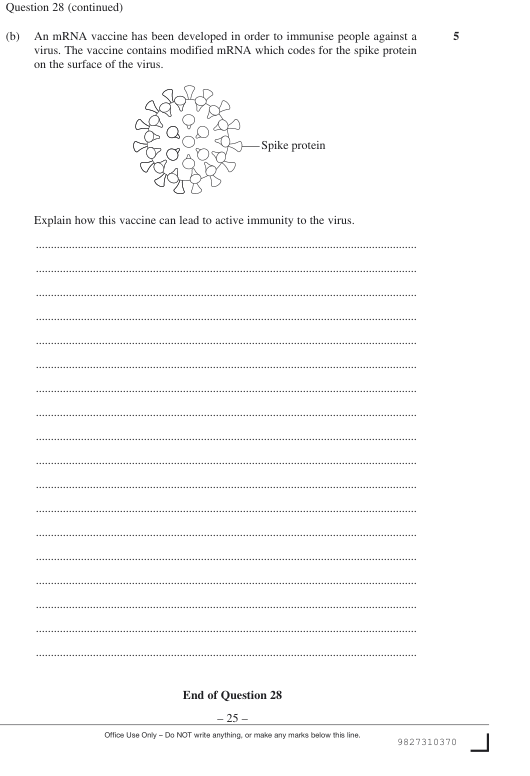 Question 28 (continued)
(b) An mRNA vaccine has been developed in order to immunise people against a 5
virus. The vaccine contains modified mRNA which codes for the spike protein
on the surface of the virus.
Spike protein
Explain how this vaccine can lead to active immunity to the virus.
End of Question 28
– 25 –
Office Use Only – Do NOT write anything, or make any marks below this line.
9827310370